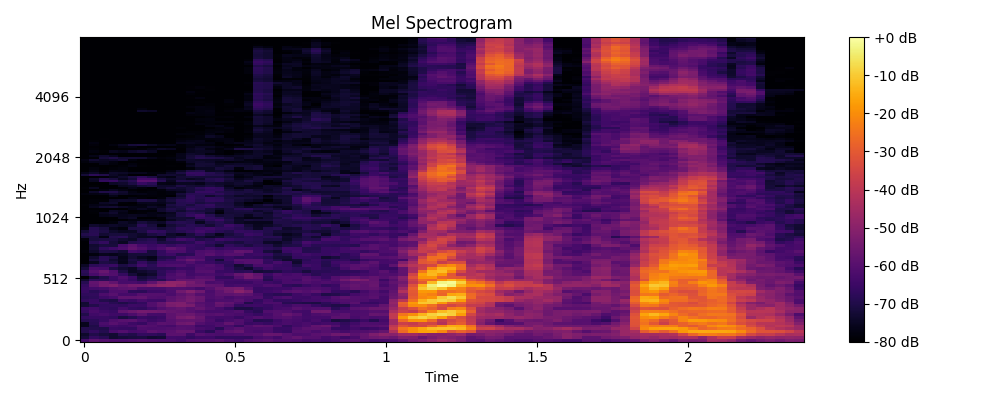 Mel Spectrogram
+0 dB
-10 dB
-20 dB
-30 dB
-40 dB
-50 dB
-60 dB
-70 dB
-80 dB
Hz
4096
2048
1024
512
0
0 0.5 1 1.5 2
Time